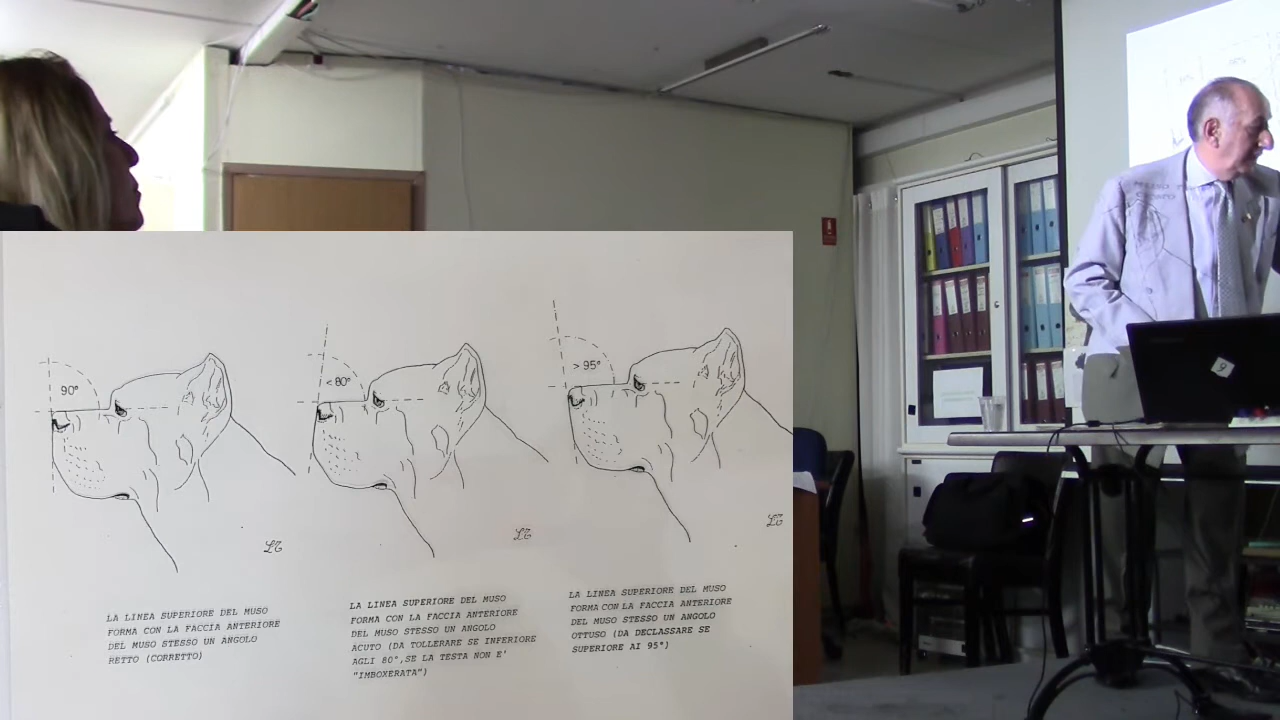 90°
<80°
> 95°
LA LINEA SUPERIORE DEL MUSO
FORMA CON LA FACCIA ANTERIORE
DEL MUSO STESSO UN ANGOLO
RETTO (CORRETTO)
LA LINEA SUPERIORE DEL MUSO
FORMA CON LA FACCIA ANTERIORE
DEL MUSO STESSO UN ANGOLO
ACUTO (DA TOLLERARE SE INFERIORE
AGLI 80°,SE LA TESTA NON E'
"IMBOXERATA")
LA LINEA SUPERIORE DEL MUSO
FORMA CON LA FACCIA ANTERIORE
DEL MUSO STESSO UN ANGOLO
OTTUSO (DA DECLASSARE SE
SUPERIORE AI 95°)
MUSO